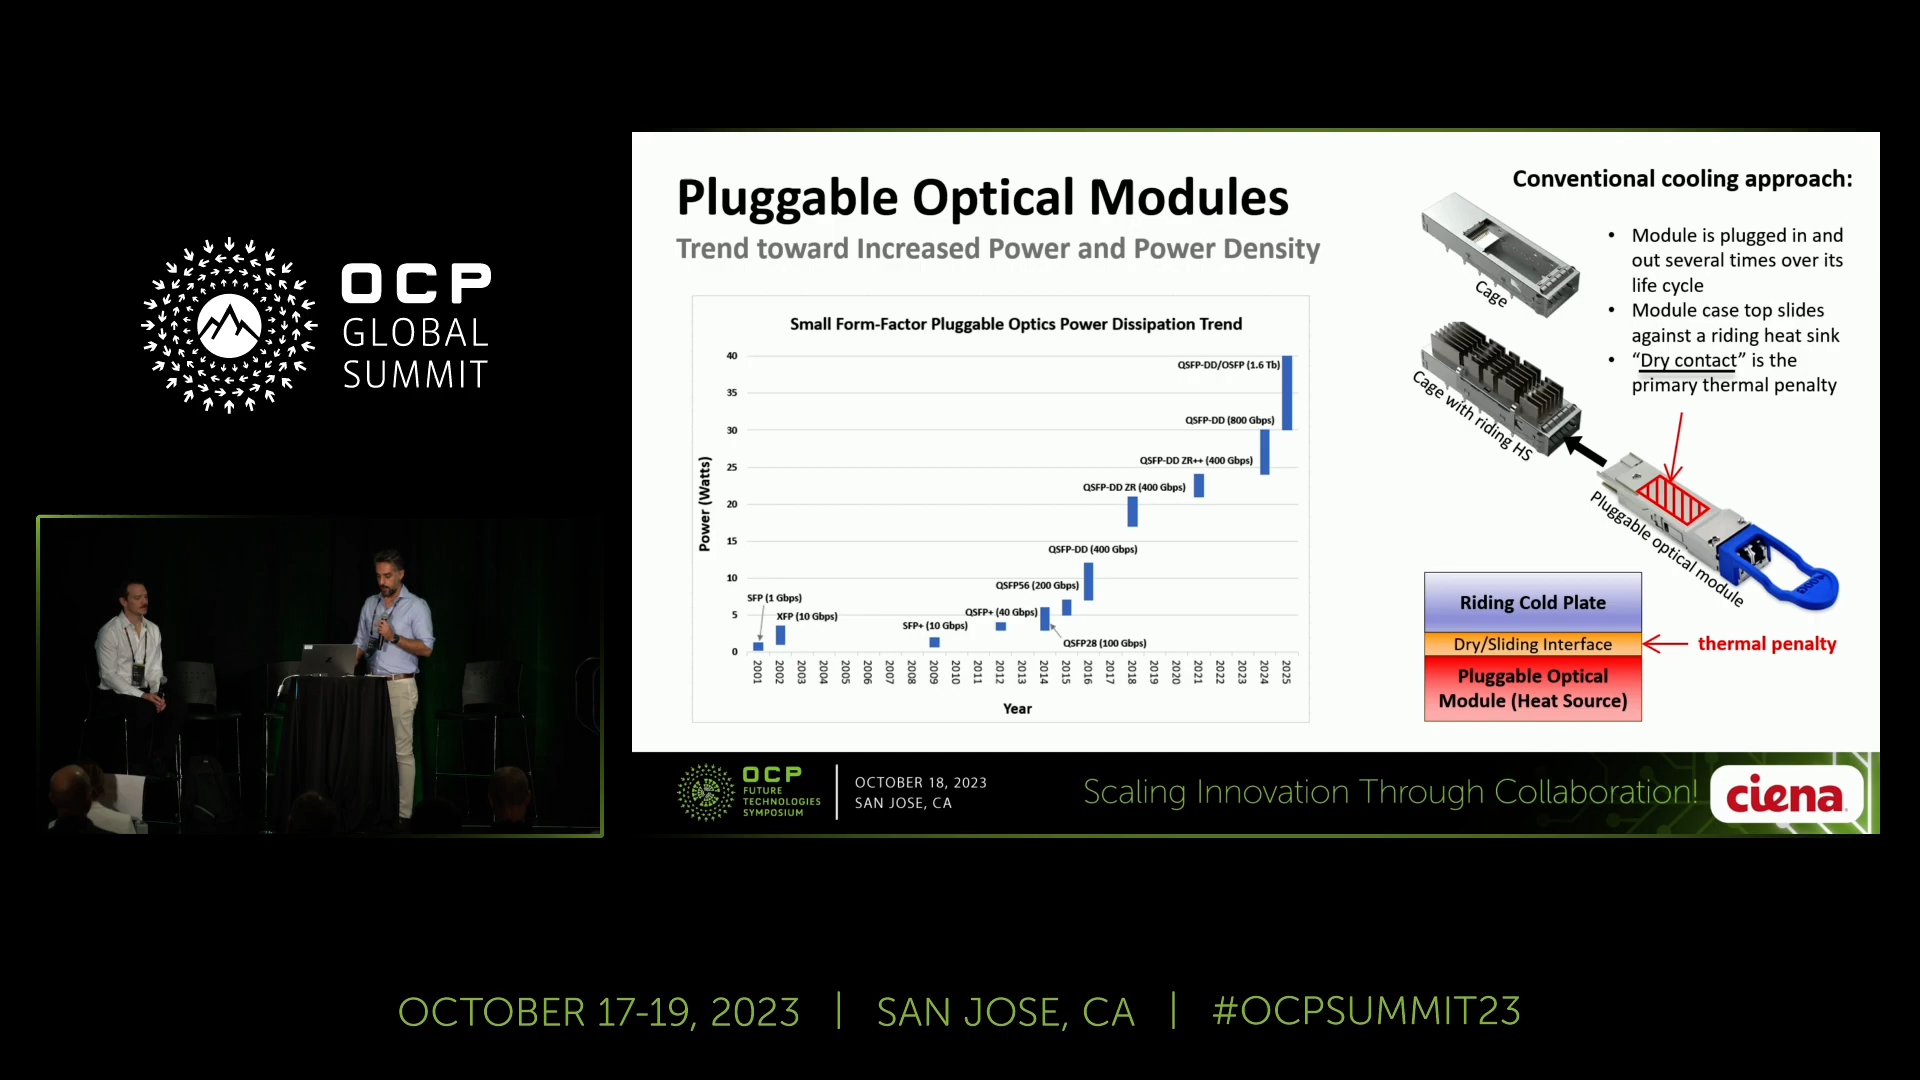 OCP
GLOBAL
SUMMIT
Pluggable Optical Modules
Trend toward Increased Power and Power Density
Small Form-Factor Pluggable Optics Power Dissipation Trend
Power (Watts)
40
35
30
25
20
15
10
5
0
SFP (1 Gbps)
XFP (10 Gbps)
SFP+ (10 Gbps)
QSFP+ (40 Gbps)
QSFP28 (100 Gbps)
QSFP56 (200 Gbps)
QSFP-DD (400 Gbps)
QSFP-DD ZR (400 Gbps)
QSFP-DD ZR++ (400 Gbps)
QSFP-DD (800 Gbps)
QSFP-DD/OSFP (1.6 Tb)
2001 2002 2003 2004 2005 2006 2007 2008 2009 2010 2011 2012 2013 2014 2015 2016 2017 2018 2019 2020 2021 2022 2023 2024 2025
Year
Conventional cooling approach:
• Module is plugged in and
out several times over its
life cycle
• Module case top slides
against a riding heat sink
• “Dry contact” is the
primary thermal penalty
Cage
Cage with riding HS
Pluggable optical module
Riding Cold Plate
Dry/Sliding Interface
thermal penalty
Pluggable Optical
Module (Heat Source)
OCP
FUTURE
TECHNOLOGIES
SYMPOSIUM
OCTOBER 18, 2023
SAN JOSE, CA
Scaling Innovation Through Collaboration!
ciena
OCTOBER 17-19, 2023 | SAN JOSE, CA | #OCPSUMMIT23